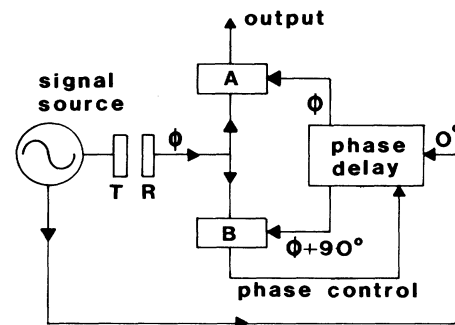 output
A
signal
source
ϕ
ϕ
phase
delay
0°
T R
B
ϕ+90°
phase control